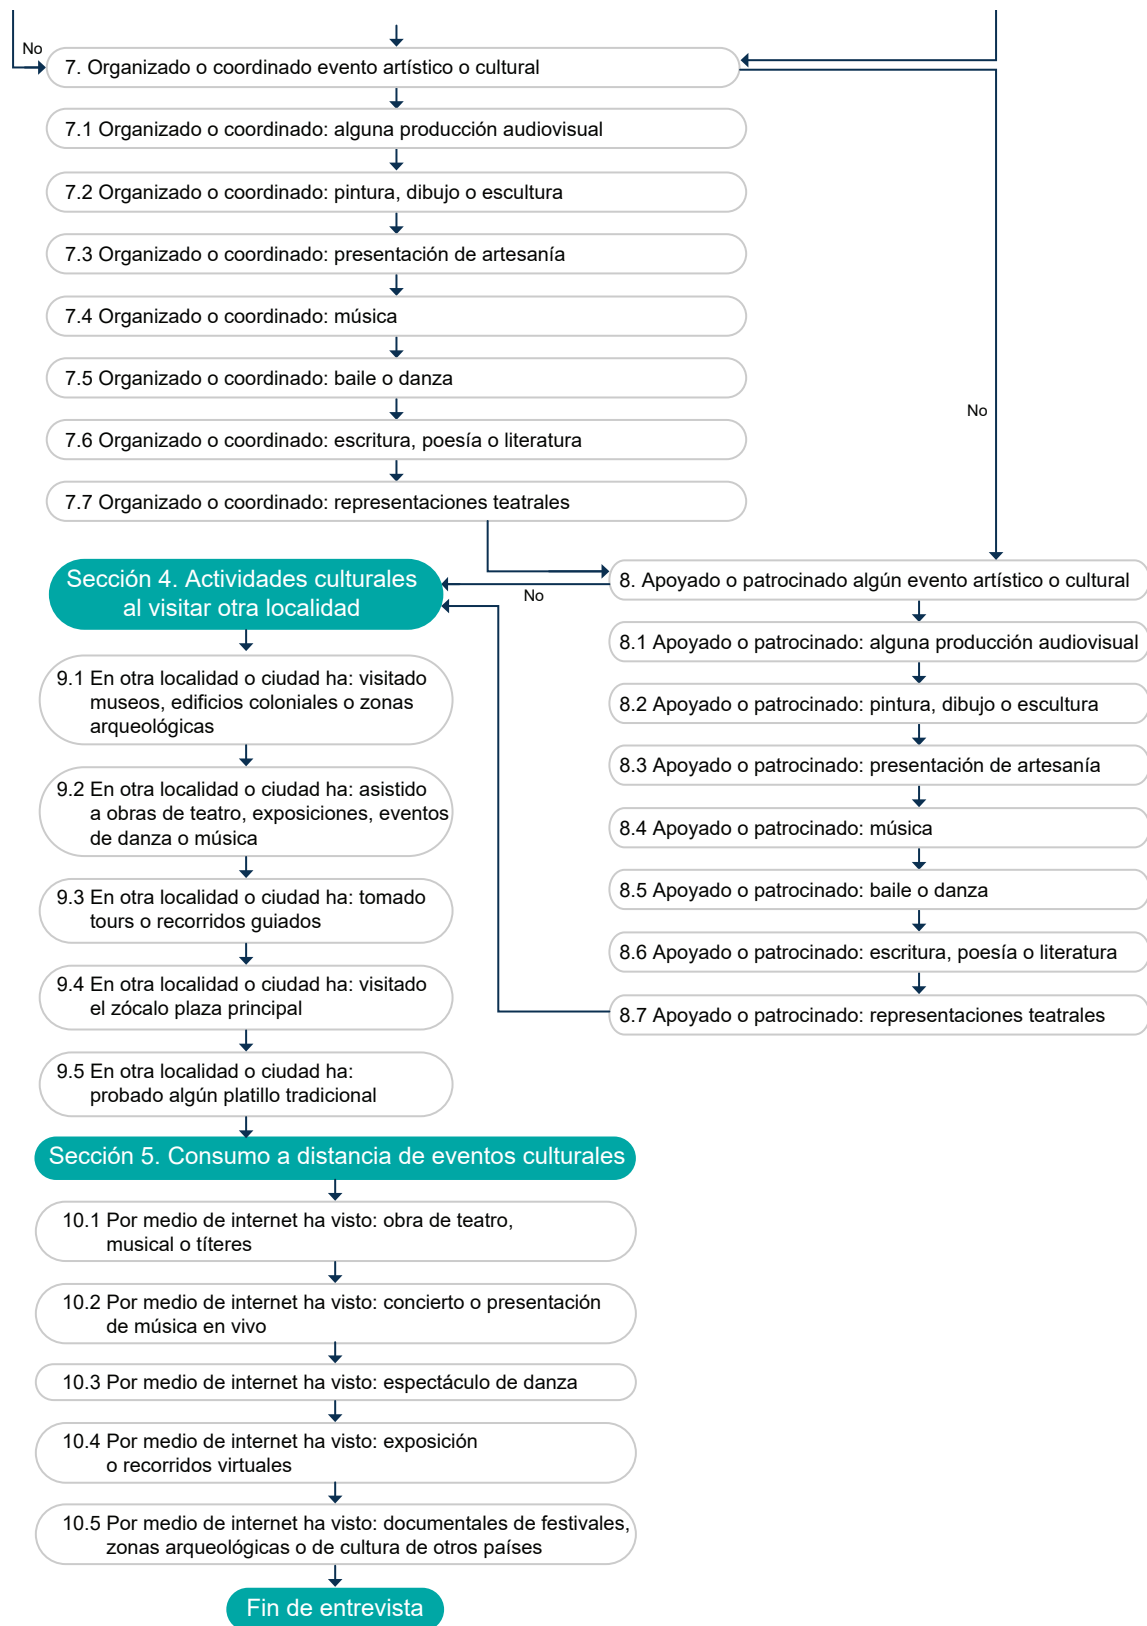 No
7. Organizado o coordinado evento artístico o cultural
7.1 Organizado o coordinado: alguna producción audiovisual
7.2 Organizado o coordinado: pintura, dibujo o escultura
7.3 Organizado o coordinado: presentación de artesanía
7.4 Organizado o coordinado: música
7.5 Organizado o coordinado: baile o danza
No
7.6 Organizado o coordinado: escritura, poesía o literatura
7.7 Organizado o coordinado: representaciones teatrales
8. Apoyado o patrocinado algún evento artístico o cultural
No
8.1 Apoyado o patrocinado: alguna producción audiovisual
8.2 Apoyado o patrocinado: pintura, dibujo o escultura
8.3 Apoyado o patrocinado: presentación de artesanía
8.4 Apoyado o patrocinado: música
8.5 Apoyado o patrocinado: baile o danza
8.6 Apoyado o patrocinado: escritura, poesía o literatura
8.7 Apoyado o patrocinado: representaciones teatrales
Sección 4. Actividades culturales
al visitar otra localidad
9.1 En otra localidad o ciudad ha: visitado
museos, edificios coloniales o zonas
arqueológicas
9.2 En otra localidad o ciudad ha: asistido
a obras de teatro, exposiciones, eventos
de danza o música
9.3 En otra localidad o ciudad ha: tomado
tours o recorridos guiados
9.4 En otra localidad o ciudad ha: visitado
el zócalo plaza principal
9.5 En otra localidad o ciudad ha:
probado algún platillo tradicional
Sección 5. Consumo a distancia de eventos culturales
10.1 Por medio de internet ha visto: obra de teatro,
musical o títeres
10.2 Por medio de internet ha visto: concierto o presentación
de música en vivo
10.3 Por medio de internet ha visto: espectáculo de danza
10.4 Por medio de internet ha visto: exposición
o recorridos virtuales
10.5 Por medio de internet ha visto: documentales de festivales,
zonas arqueológicas o de cultura de otros países
Fin de entrevista